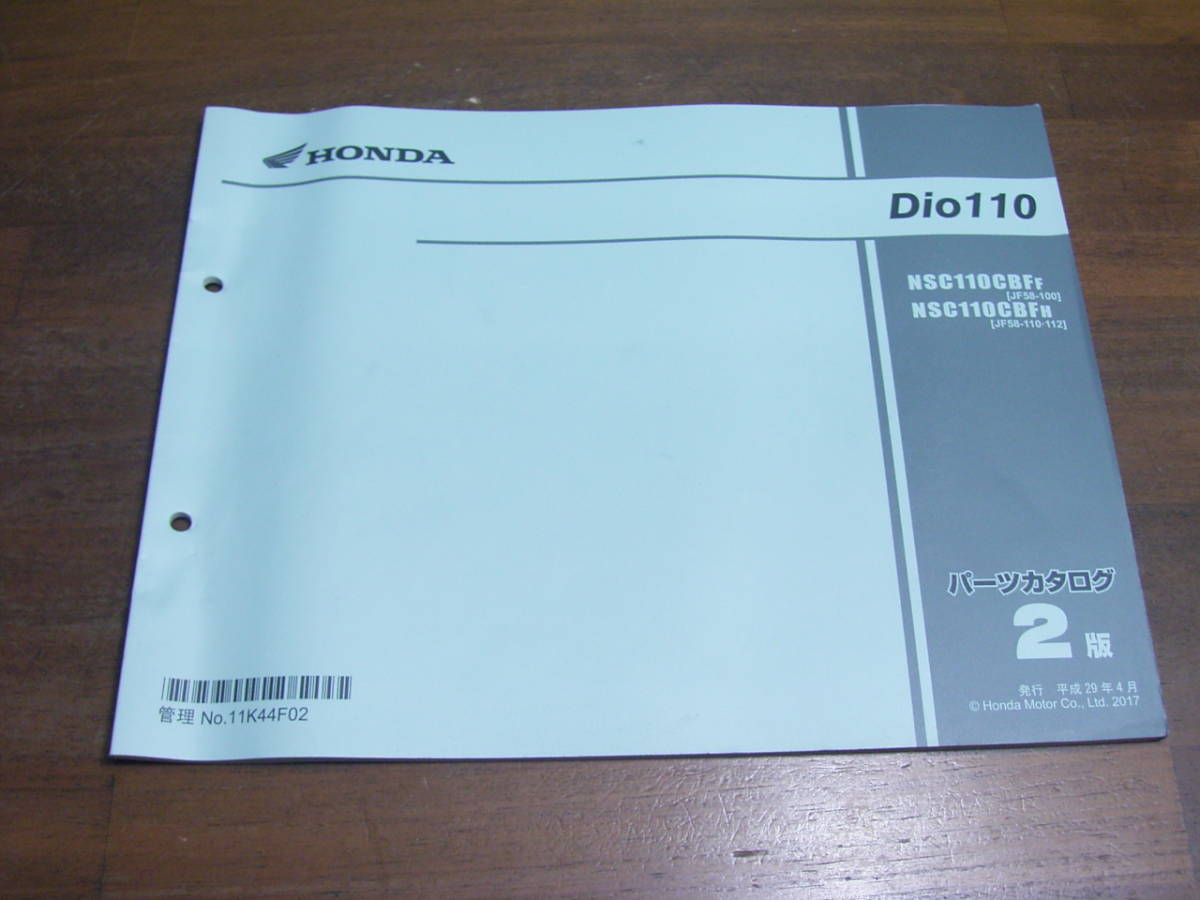 HONDA
Dio110
NSC110CBFF
[JF58-100]
NSC110CBFH
[JF58-110･112]
パーツカタログ
2版
発行 平成29年4月
© Honda Motor Co., Ltd. 2017
管理 No.11K44F02